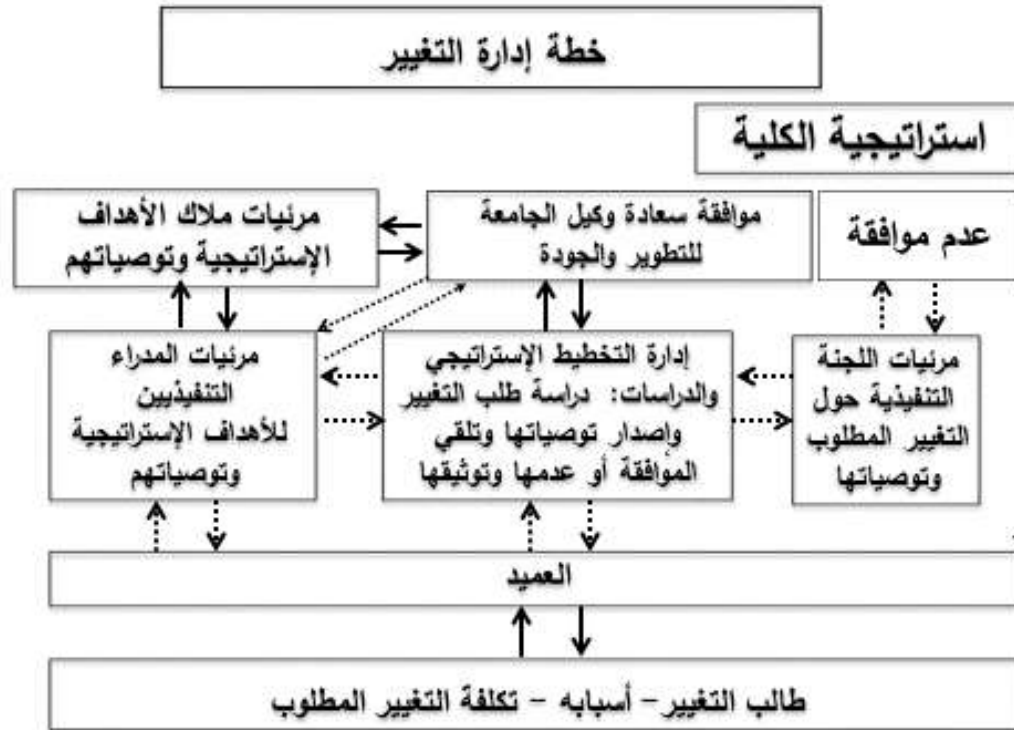 خطة إدارة التغيير
استراتيجية الكلية
عدم موافقة
موافقة سعادة وكيل الجامعة
للتطوير والجودة
مرئيات ملاك الأهداف
الإستراتيجية وتوصياتهم
مرئيات اللجنة
التنفيذية حول
التغيير المطلوب
وتوصياتها
إدارة التخطيط الإستراتيجي
والدراسات: دراسة طلب التغيير
وإصدار توصياتها وتلقي
الموافقة أو عدمها وتوثيقها
مرئيات المدراء
التنفيذيين
للأهداف الإستراتيجية
وتوصياتهم
العميد
طالب التغيير – أسبابه – تكلفة التغيير المطلوب